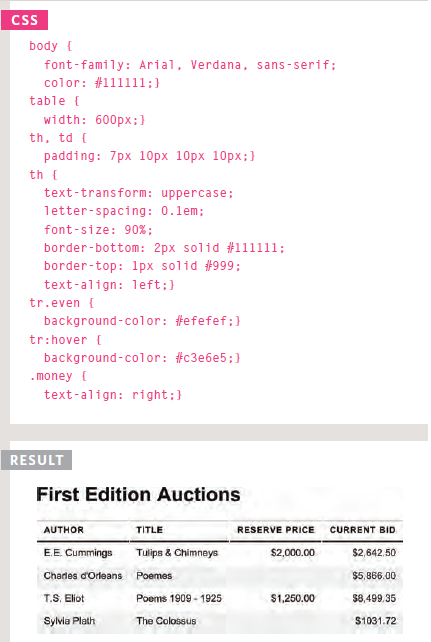 CSS
body {
font-family: Arial, Verdana, sans-serif;
color: #111111;}
table {
width: 600px;}
th, td {
padding: 7px 10px 10px 10px;}
th {
text-transform: uppercase;
letter-spacing: 0.1em;
font-size: 90%;
border-bottom: 2px solid #111111;
border-top: 1px solid #999;
text-align: left;}
tr.even {
background-color: #efefef;}
tr:hover {
background-color: #c3e6e5;}
.money {
text-align: right;}
RESULT
First Edition Auctions
AUTHOR TITLE RESERVE PRICE CURRENT BID
E.E. Cummings Tulips & Chimneys $2,000.00 $2,642.50
Charles d'Orleans Poemes $5,866.00
T.S. Eliot Poems 1909 - 1925 $1,250.00 $8,499.35
Sylvia Plath The Colossus $1031.72